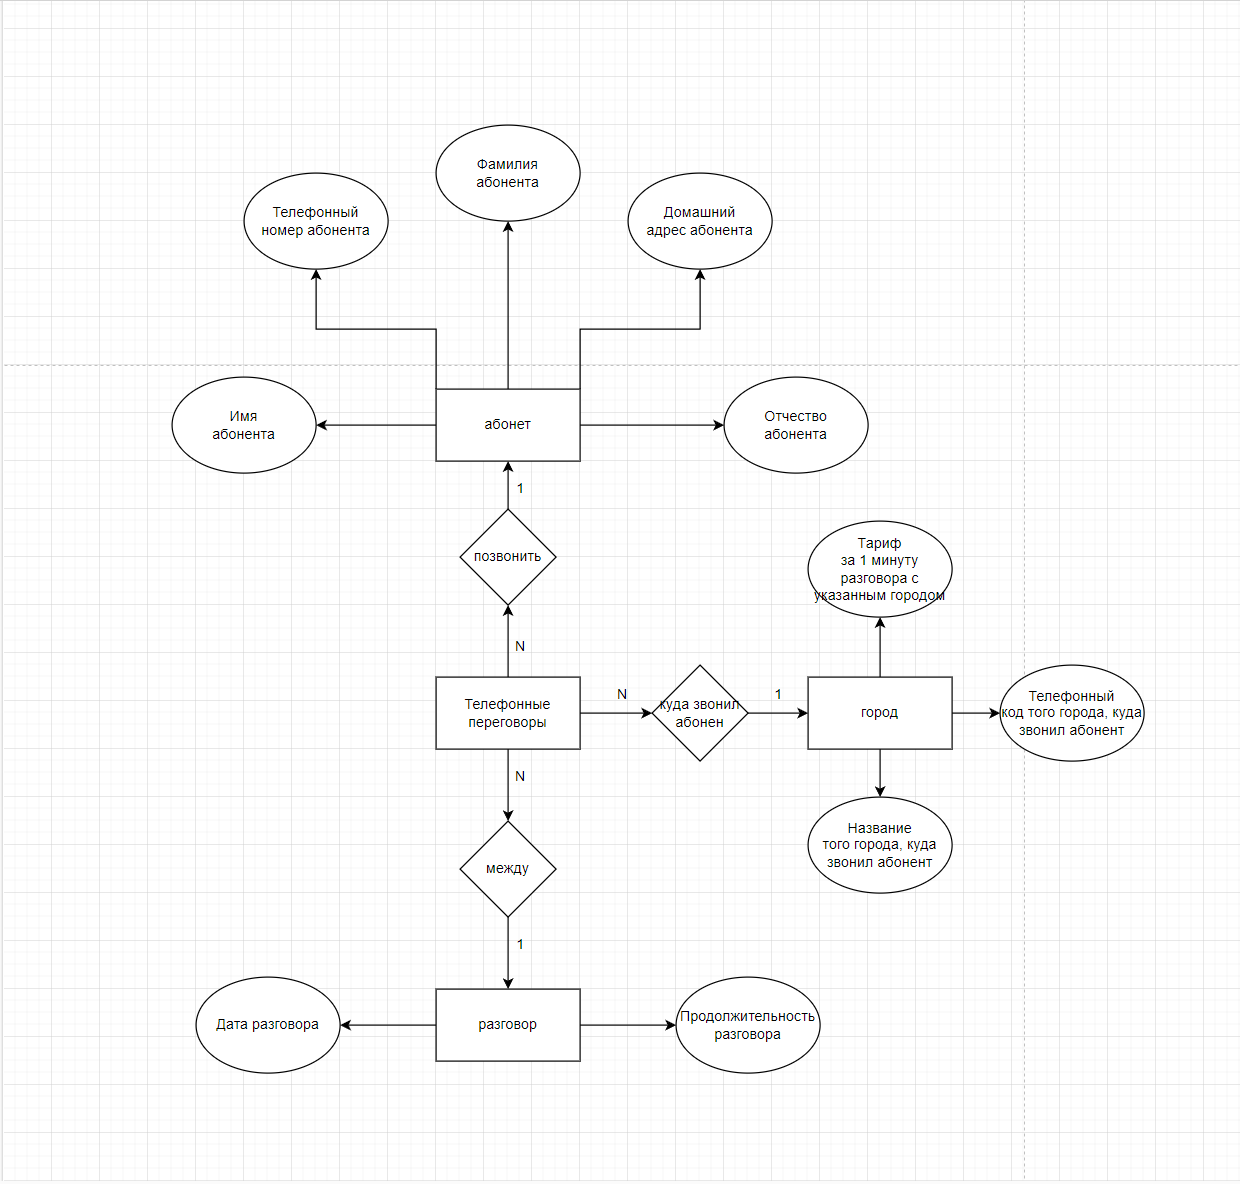 Фамилия
абонента
Телефонный
номер абонента
Домашний
адрес абонента
Имя
абонента
абонет
Отчество
абонента
1
позвонить
N
Тариф
за 1 минуту
разговора с
указанным городом
Телефонные
переговоры
N
куда звонил
абонен
1
город
Телефонный
код того города, куда
звонил абонент
N
Название
того города, куда
звонил абонент
между
1
Дата разговора
разговор
Продолжительность
разговора